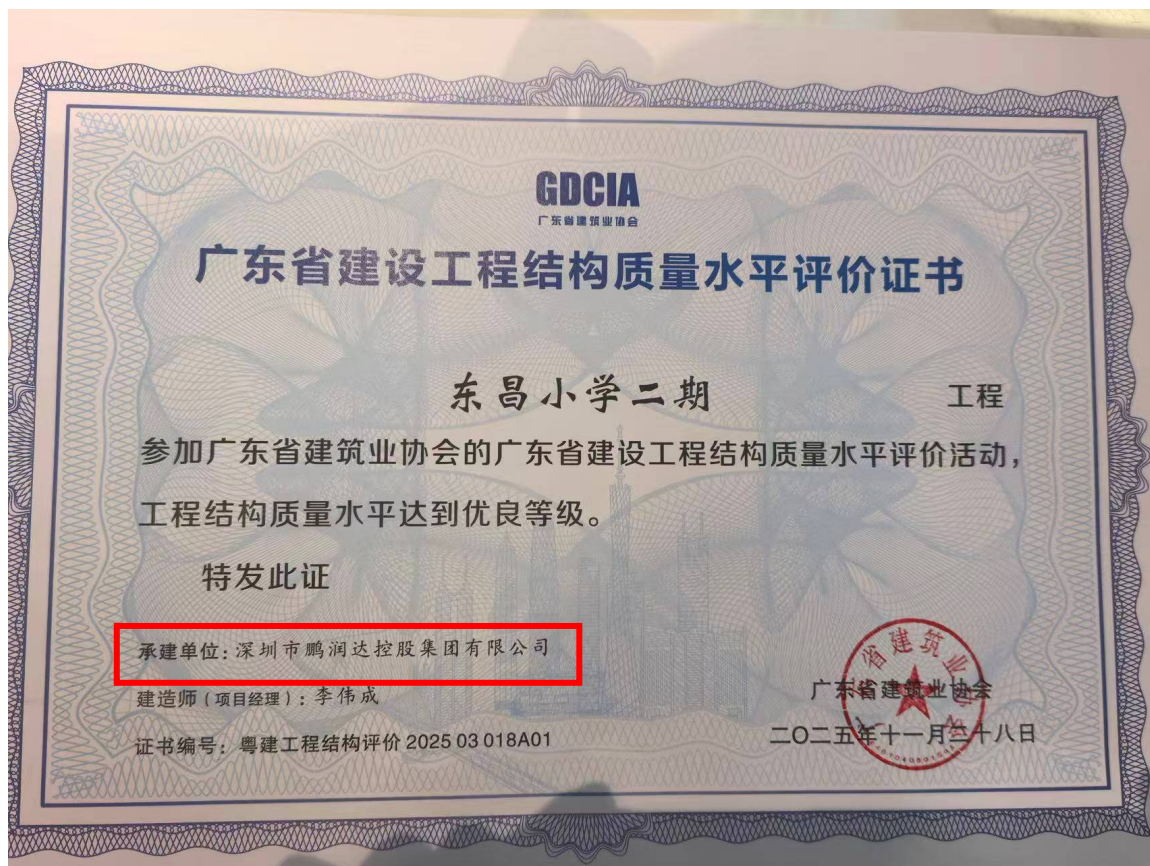 GDCIA
广东省建筑业协会
广东省建设工程结构质量水平评价证书
东昌小学二期 工程
参加广东省建筑业协会的广东省建设工程结构质量水平评价活动，
工程结构质量水平达到优良等级。
特发此证
承建单位：深圳市鹏润达控股集团有限公司
建造师（项目经理）：李伟成
证书编号：粤建工程结构评价 2025 03 018A01
广东省建筑业协会
二〇二五年十一月二十八日